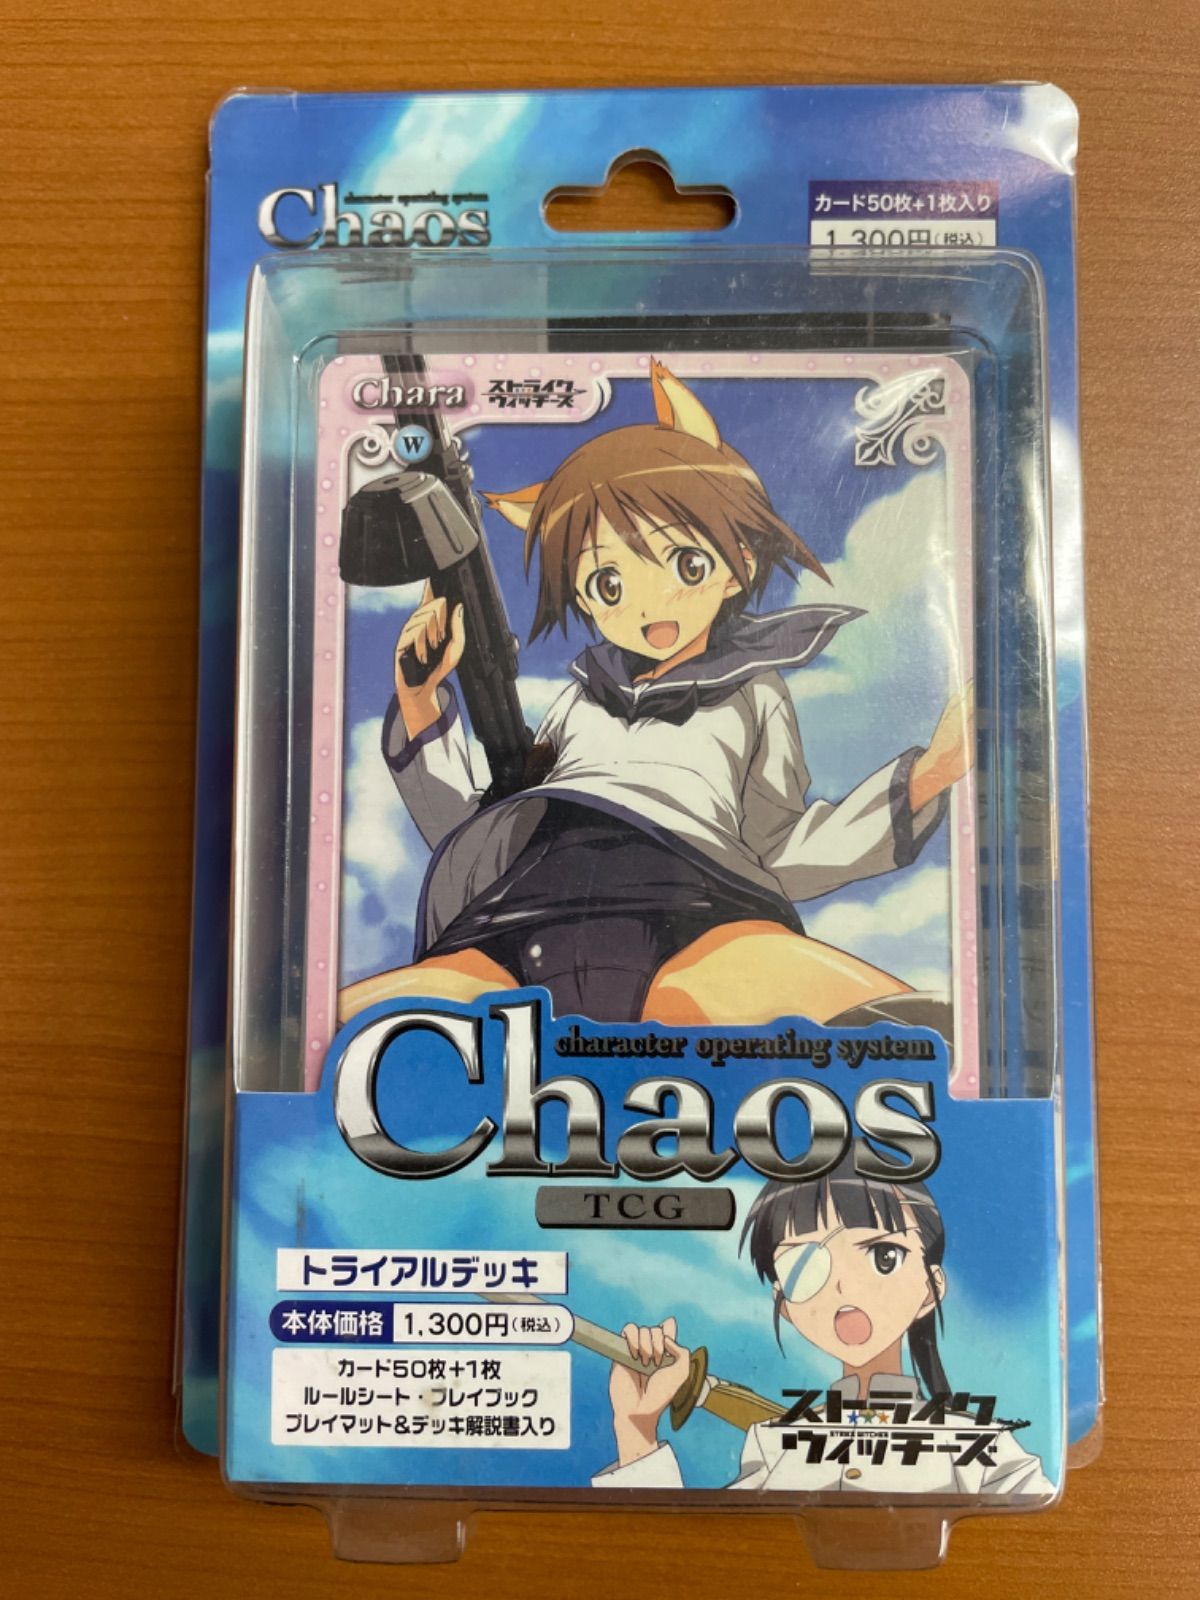 character operating system
Chaos
カード50枚+1枚入り
1,300円(税込)
Chara
ストライク
ウィッチーズ
W
character operating system
Chaos
TCG
トライアルデッキ
本体価格 1,300円(税込)
カード50枚+1枚
ルールシート・プレイブック
プレイマット&デッキ解説書入り
ストライク
STRIKE WITCHES
ウィッチーズ